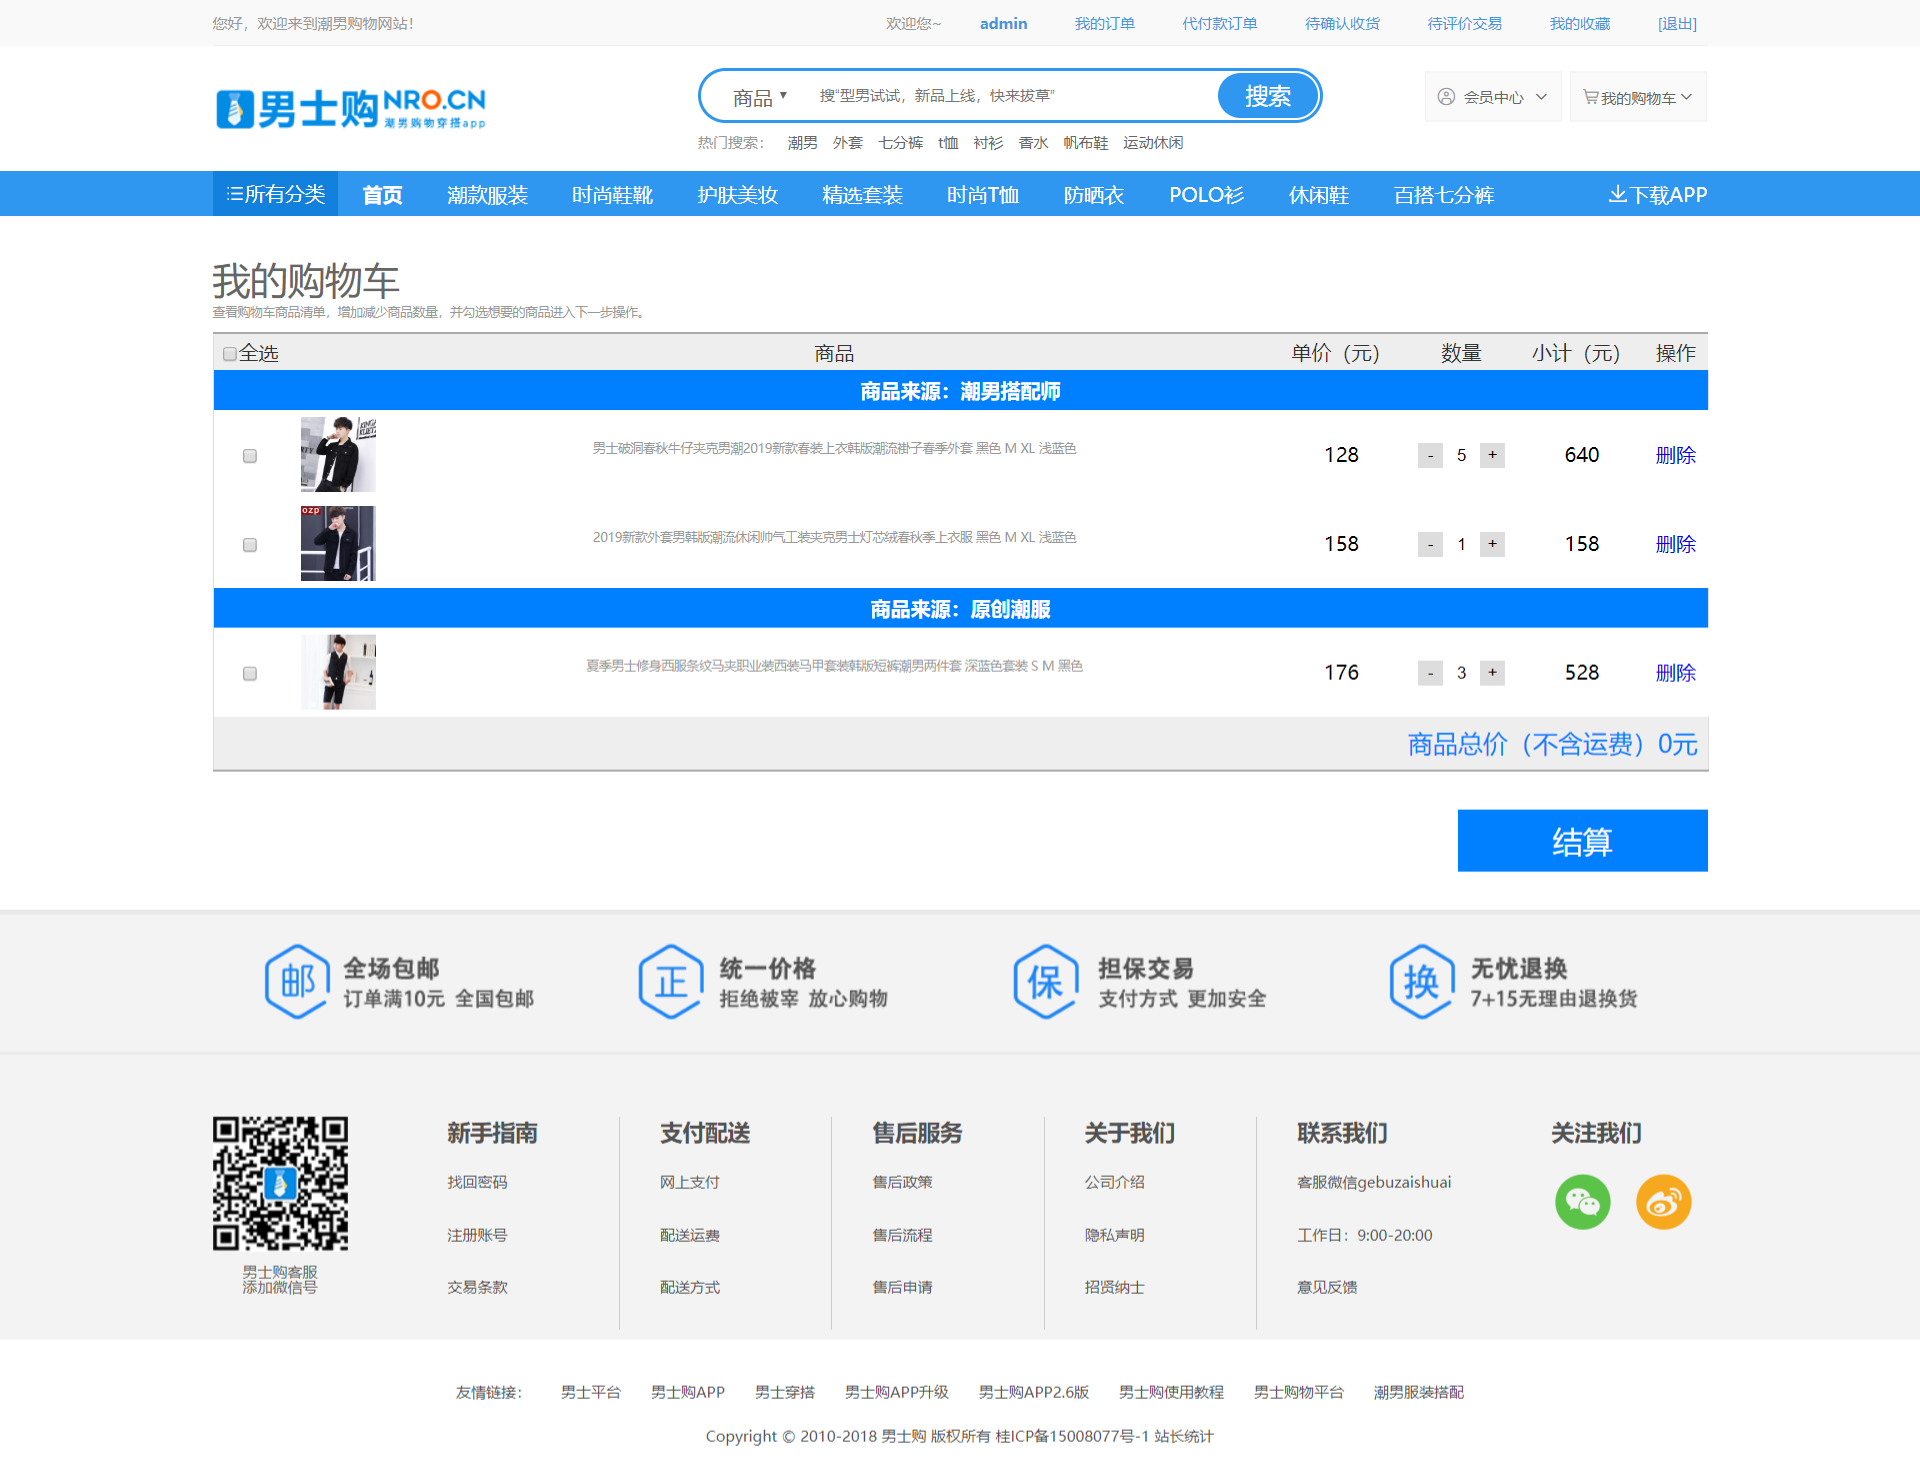 您好，欢迎来到潮男购物网站！
欢迎您~ admin 我的订单 代付款订单 待确认收货 待评价交易 我的收藏 [退出]
男士购 NRO.CN
潮男购物穿搭app
商品 搜“型男试试，新品上线，快来拔草” 搜索
会员中心 我的购物车
热门搜索： 潮男 外套 七分裤 t恤 衬衫 香水 帆布鞋 运动休闲
所有分类 首页 潮款服装 时尚鞋靴 护肤美妆 精选套装 时尚T恤 防晒衣 POLO衫 休闲鞋 百搭七分裤 下载APP
我的购物车
查看购物车商品清单，增加减少商品数量，并勾选想要的商品进入下一步操作。
全选 商品 单价（元） 数量 小计（元） 操作
商品来源：潮男搭配师
男士破洞春秋牛仔夹克男潮2019新款春装上衣韩版潮流褂子春季外套 黑色 M XL 浅蓝色 128 - 5 + 640 删除
ozp
2019新款外套男韩版潮流休闲帅气工装夹克男士灯芯绒春秋季上衣服 黑色 M XL 浅蓝色 158 - 1 + 158 删除
商品来源：原创潮服
夏季男士修身西服条纹马夹职业装西装马甲套装韩版短裤潮男两件套 深蓝色套装 S M 黑色 176 - 3 + 528 删除
商品总价（不含运费）0元
结算
邮 全场包邮
订单满10元 全国包邮
正 统一价格
拒绝被宰 放心购物
保 担保交易
支付方式 更加安全
换 无忧退换
7+15无理由退换货
男士购客服
添加微信号
新手指南
找回密码
注册账号
交易条款
支付配送
网上支付
配送运费
配送方式
售后服务
售后政策
售后流程
售后申请
关于我们
公司介绍
隐私声明
招贤纳士
联系我们
客服微信gebuzaishuai
工作日：9:00-20:00
意见反馈
关注我们
友情链接： 男士平台 男士购APP 男士穿搭 男士购APP升级 男士购APP2.6版 男士购使用教程 男士购物平台 潮男服装搭配
Copyright © 2010-2018 男士购 版权所有 桂ICP备15008077号-1 站长统计